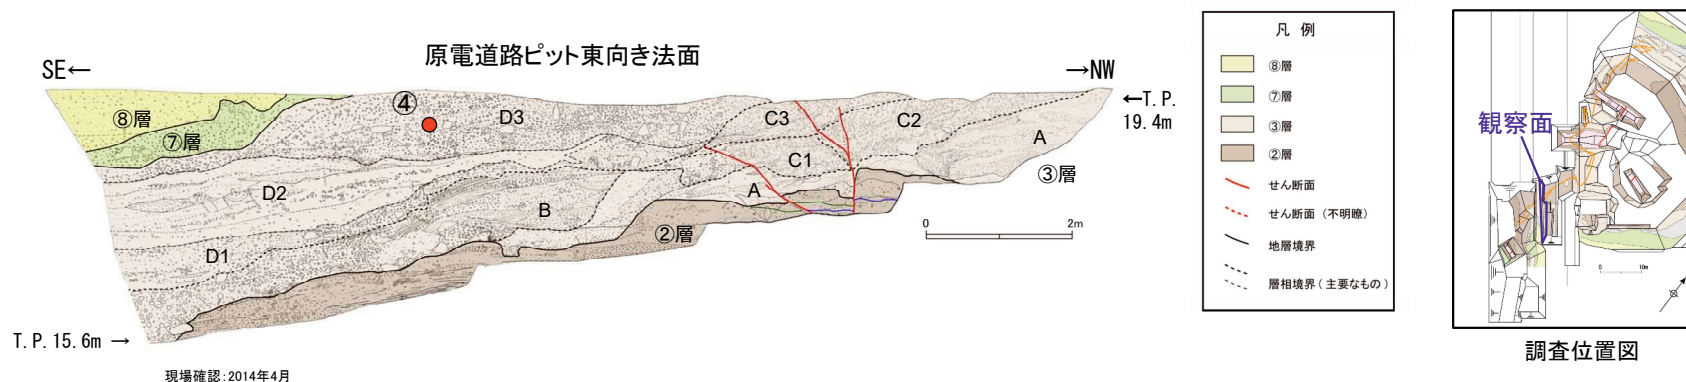 原電道路ピット東向き法面
SE←
→NW
④
D3
C3
C2
A
←T.P.
19.4m
⑧層
⑦層
C1
③層
D2
A
B
②層
D1
0 2m
T.P.15.6m →
現場確認:2014年4月
凡 例
⑧層
⑦層
③層
②層
せん断面
せん断面（不明瞭）
地層境界
層相境界（主要なもの）
観察面
0 10m
調査位置図